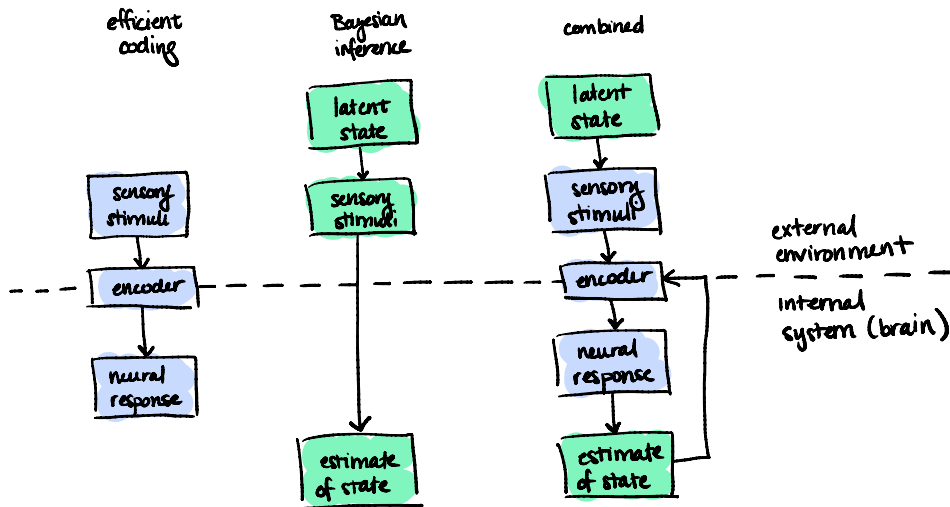 efficient
coding
Bayesian
inference
combined
latent
state
latent
state
sensory
stimuli
sensory
stimuli
sensory
stimuli
external
environment
encoder
encoder
internal
system (brain)
neural
response
neural
response
estimate
of state
estimate
of state